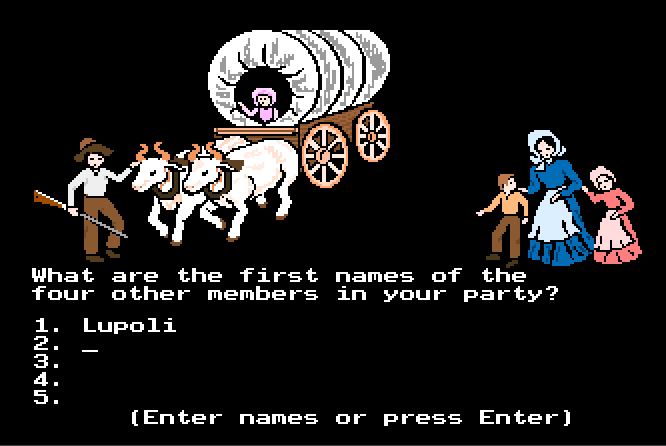 What are the first names of the
four other members in your party?
1. Lupoli
2. _
3.
4.
5.
(Enter names or press Enter)